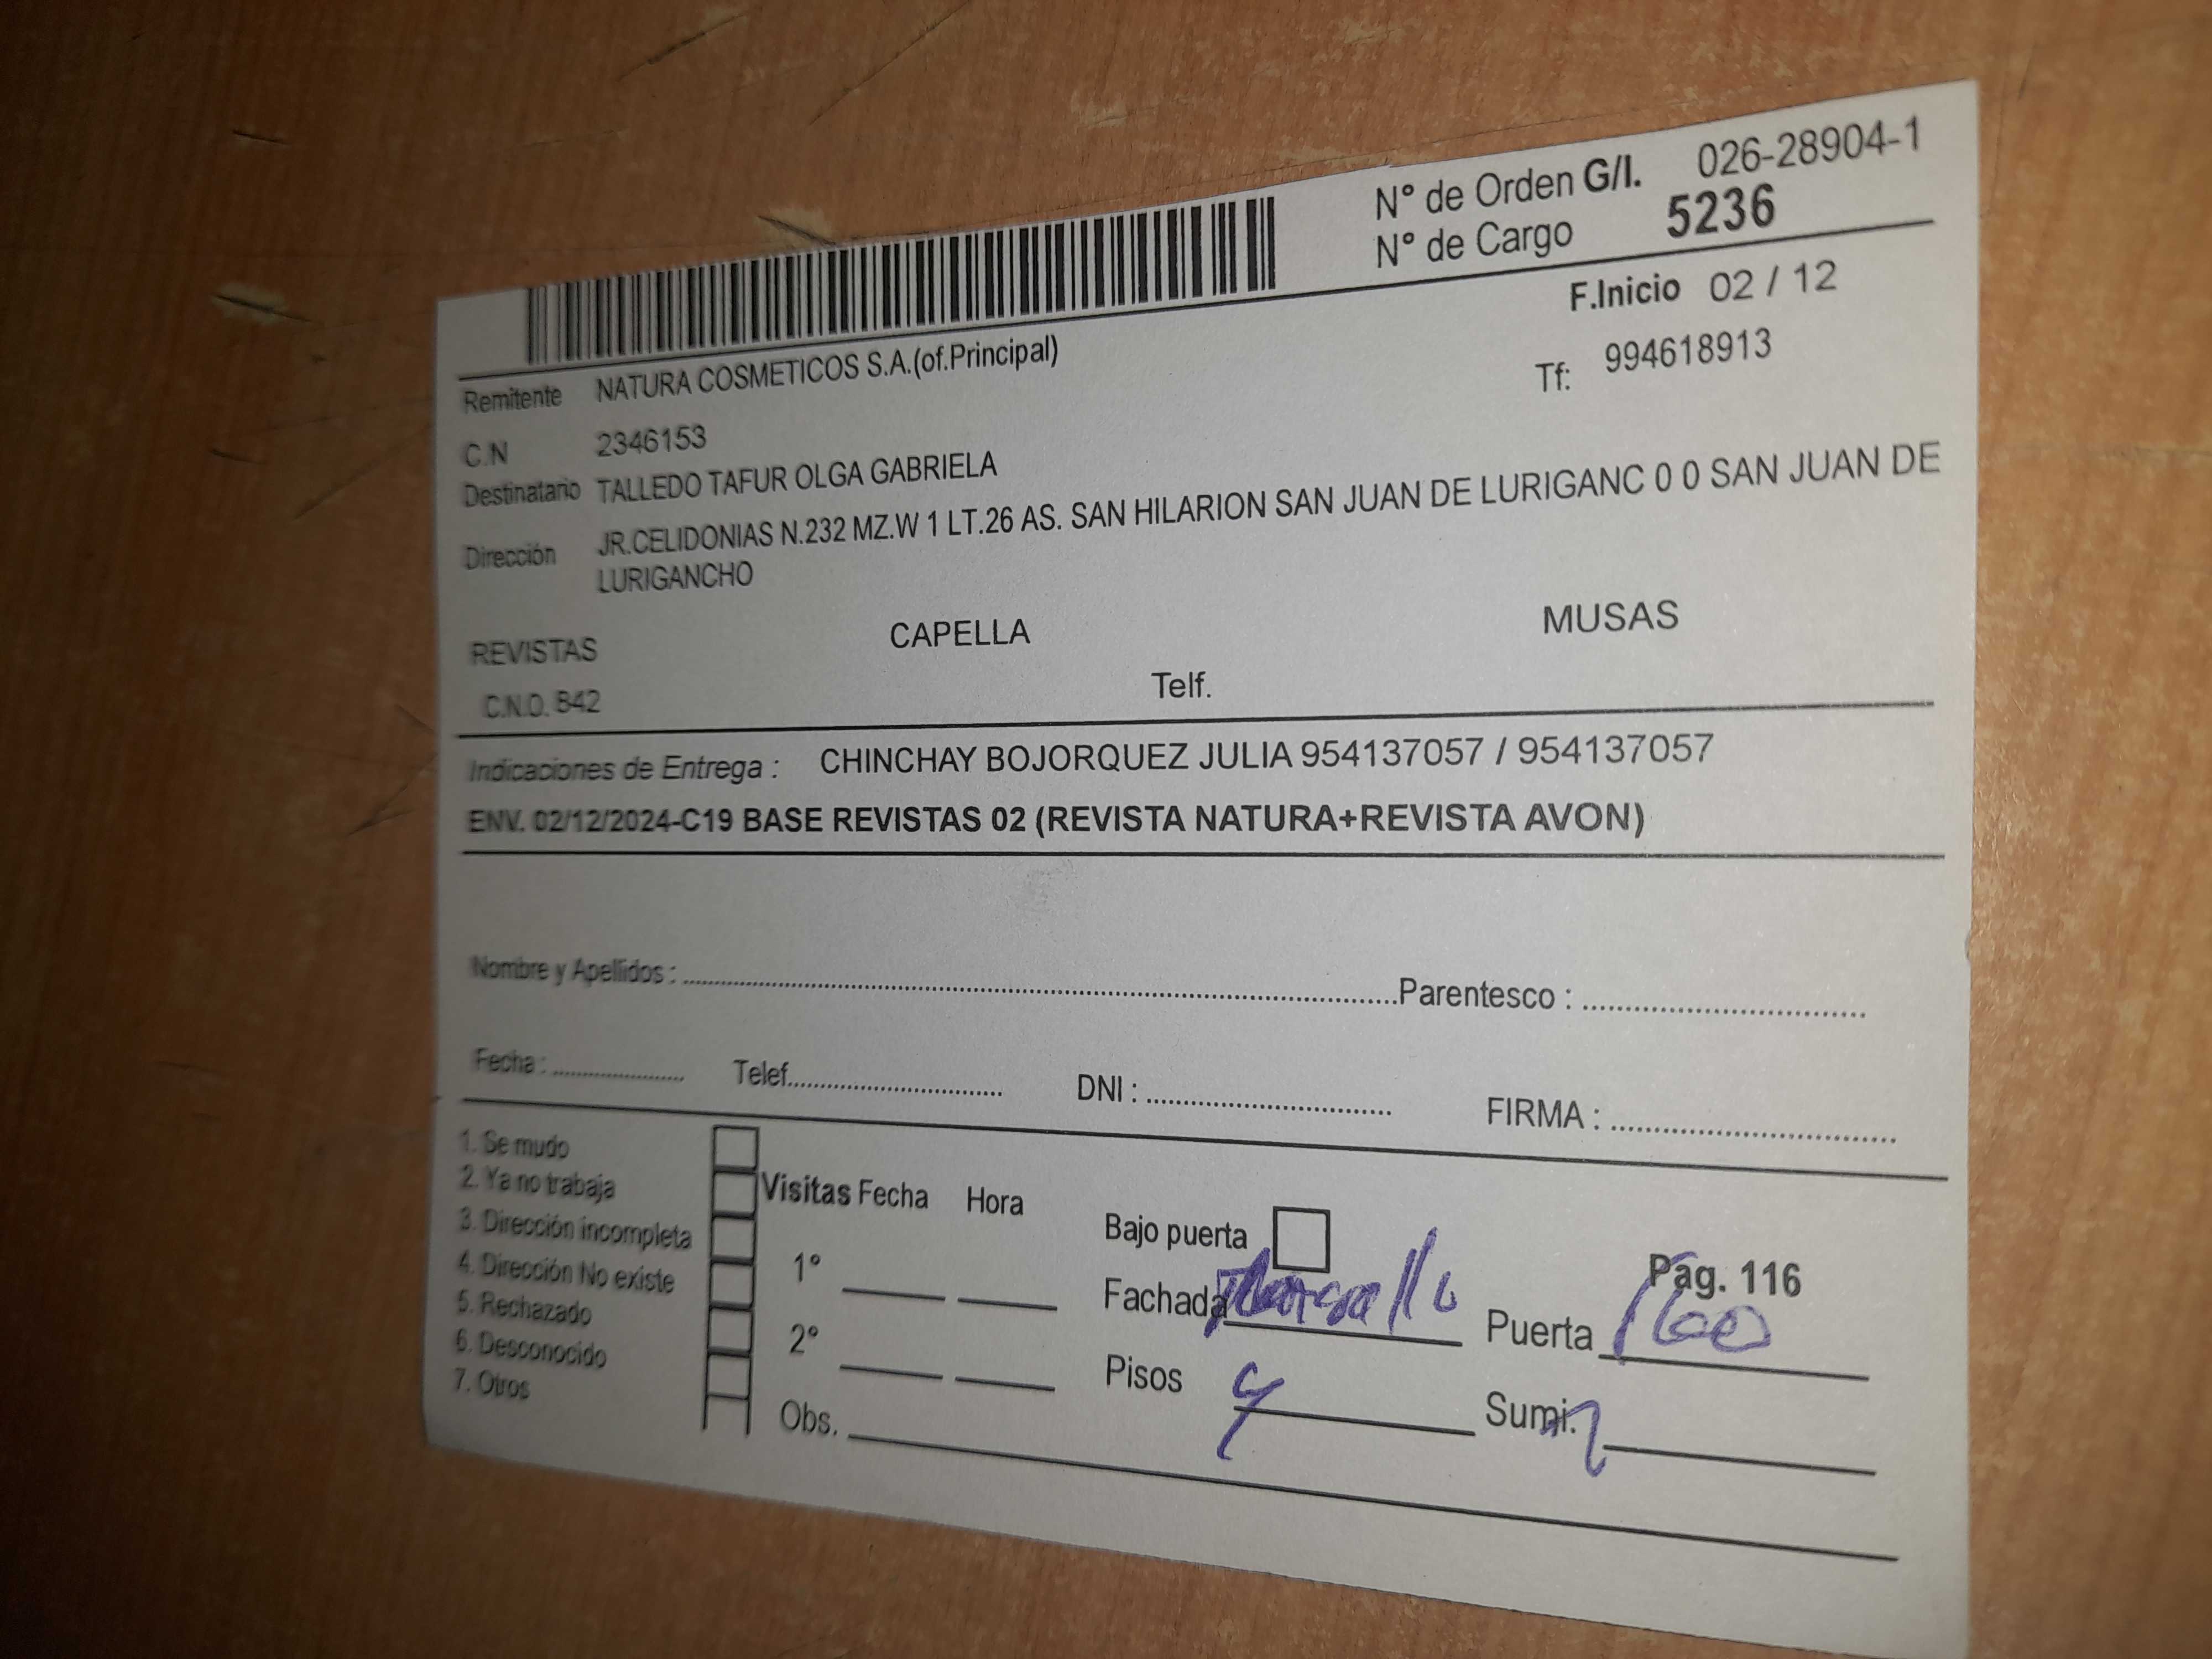 N° de Orden G/I. 026-28904-1
N° de Cargo 5236
F.Inicio 02 / 12
Remitente NATURA COSMETICOS S.A.(of.Principal)
Tf: 994618913
C.N 2346153
Destinatario TALLEDO TAFUR OLGA GABRIELA
Dirección JR.CELIDONIAS N.232 MZ.W 1 LT.26 AS. SAN HILARION SAN JUAN DE LURIGANC 0 0 SAN JUAN DE
LURIGANCHO
REVISTAS CAPELLA MUSAS
C.N.O. 842 Telf.
Indicaciones de Entrega : CHINCHAY BOJORQUEZ JULIA 954137057 / 954137057
ENV. 02/12/2024-C19 BASE REVISTAS 02 (REVISTA NATURA+REVISTA AVON)
Nombre y Apellidos : Parentesco :
Fecha : Telef. DNI : FIRMA :
1. Se mudo
2. Ya no trabaja
3. Dirección incompleta
4. Dirección No existe
5. Rechazado
6. Desconocido
7. Otros
Visitas Fecha Hora
1°
2°
Obs.
Bajo puerta
Pág. 116
Fachada
Puerta
Pisos 4
Sumi.